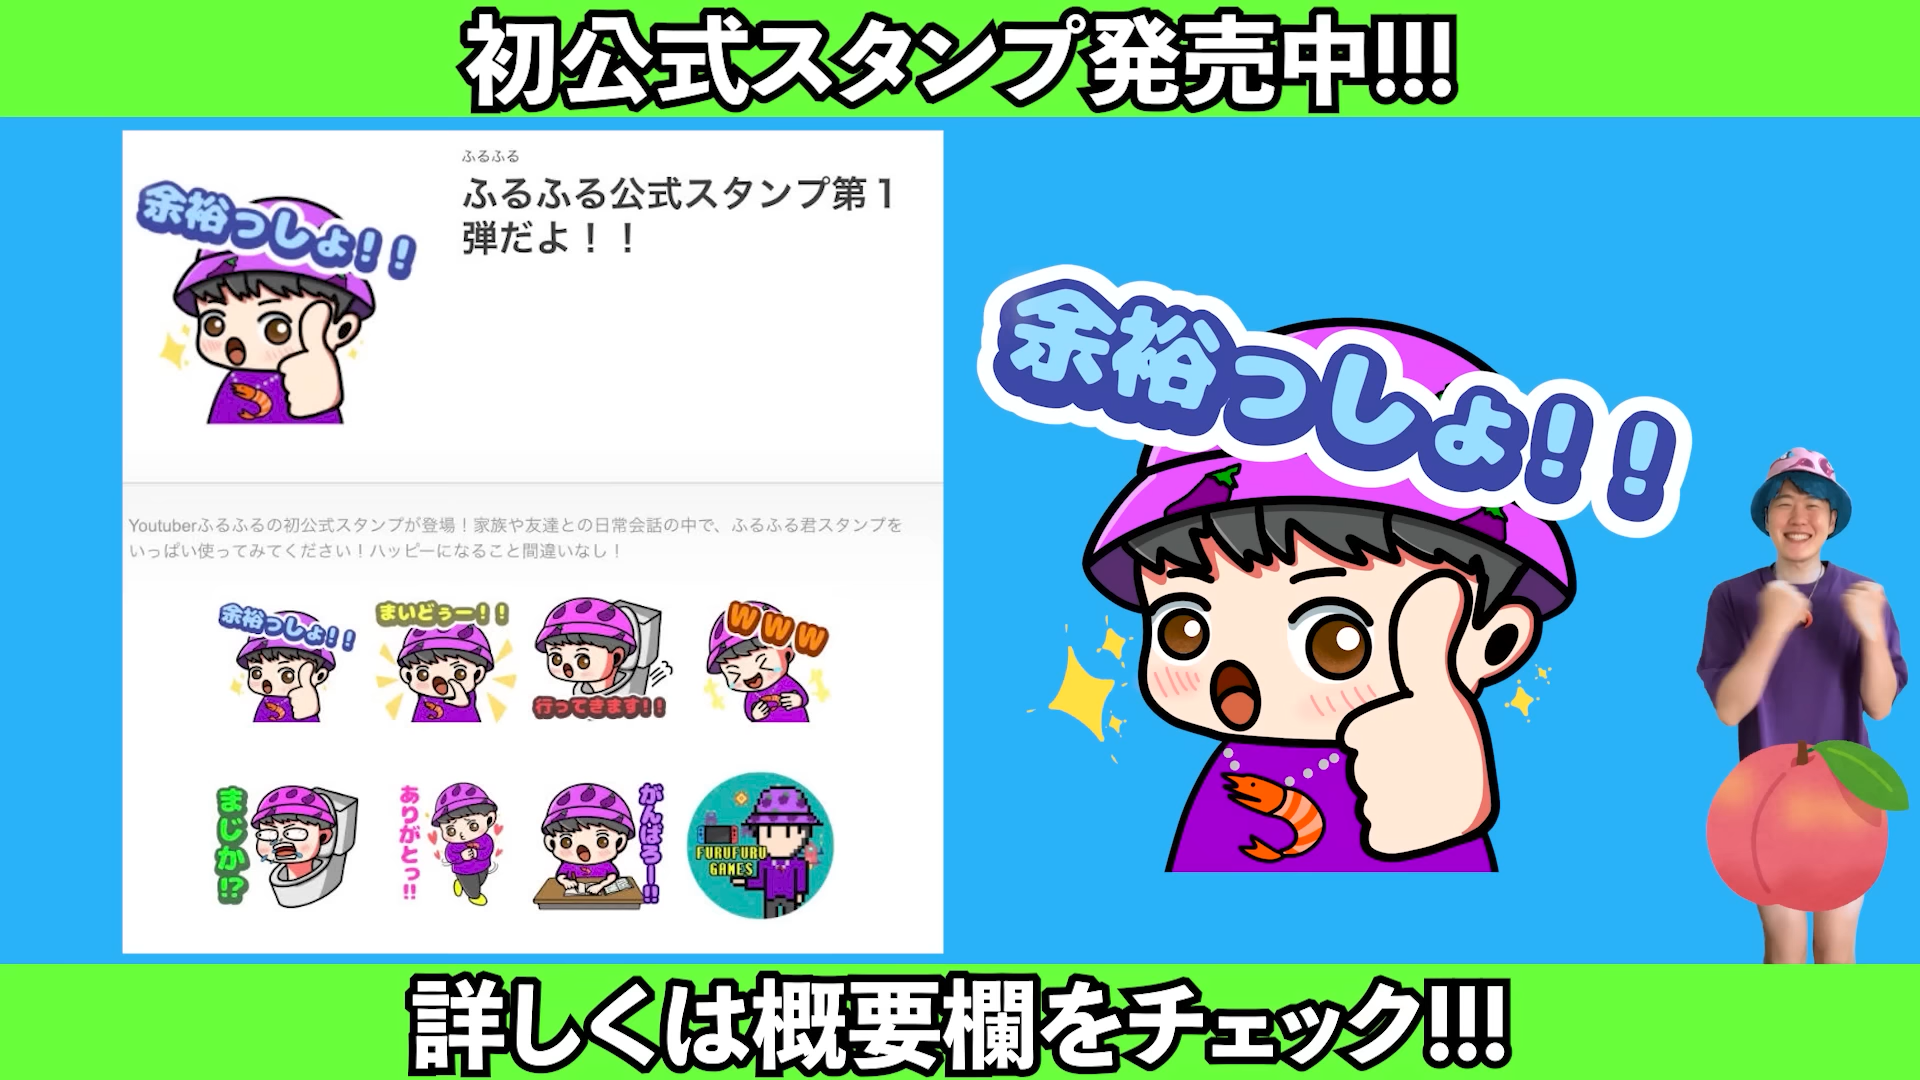 初公式スタンプ発売中!!!
ふるふる
ふるふる公式スタンプ第1
弾だよ！！
余裕っしょ！！
Youtuberふるふるの初公式スタンプが登場！家族や友達との日常会話の中で、ふるふる君スタンプを
いっぱい使ってみてください！ハッピーになること間違いなし！
余裕っしょ！！
まいどぅー！！
行ってきます!!
WWW
まじか!?
ありがとっ!!
がんばろー!!
FURUFURU
GAMES
余裕っしょ！！
詳しくは概要欄をチェック!!!